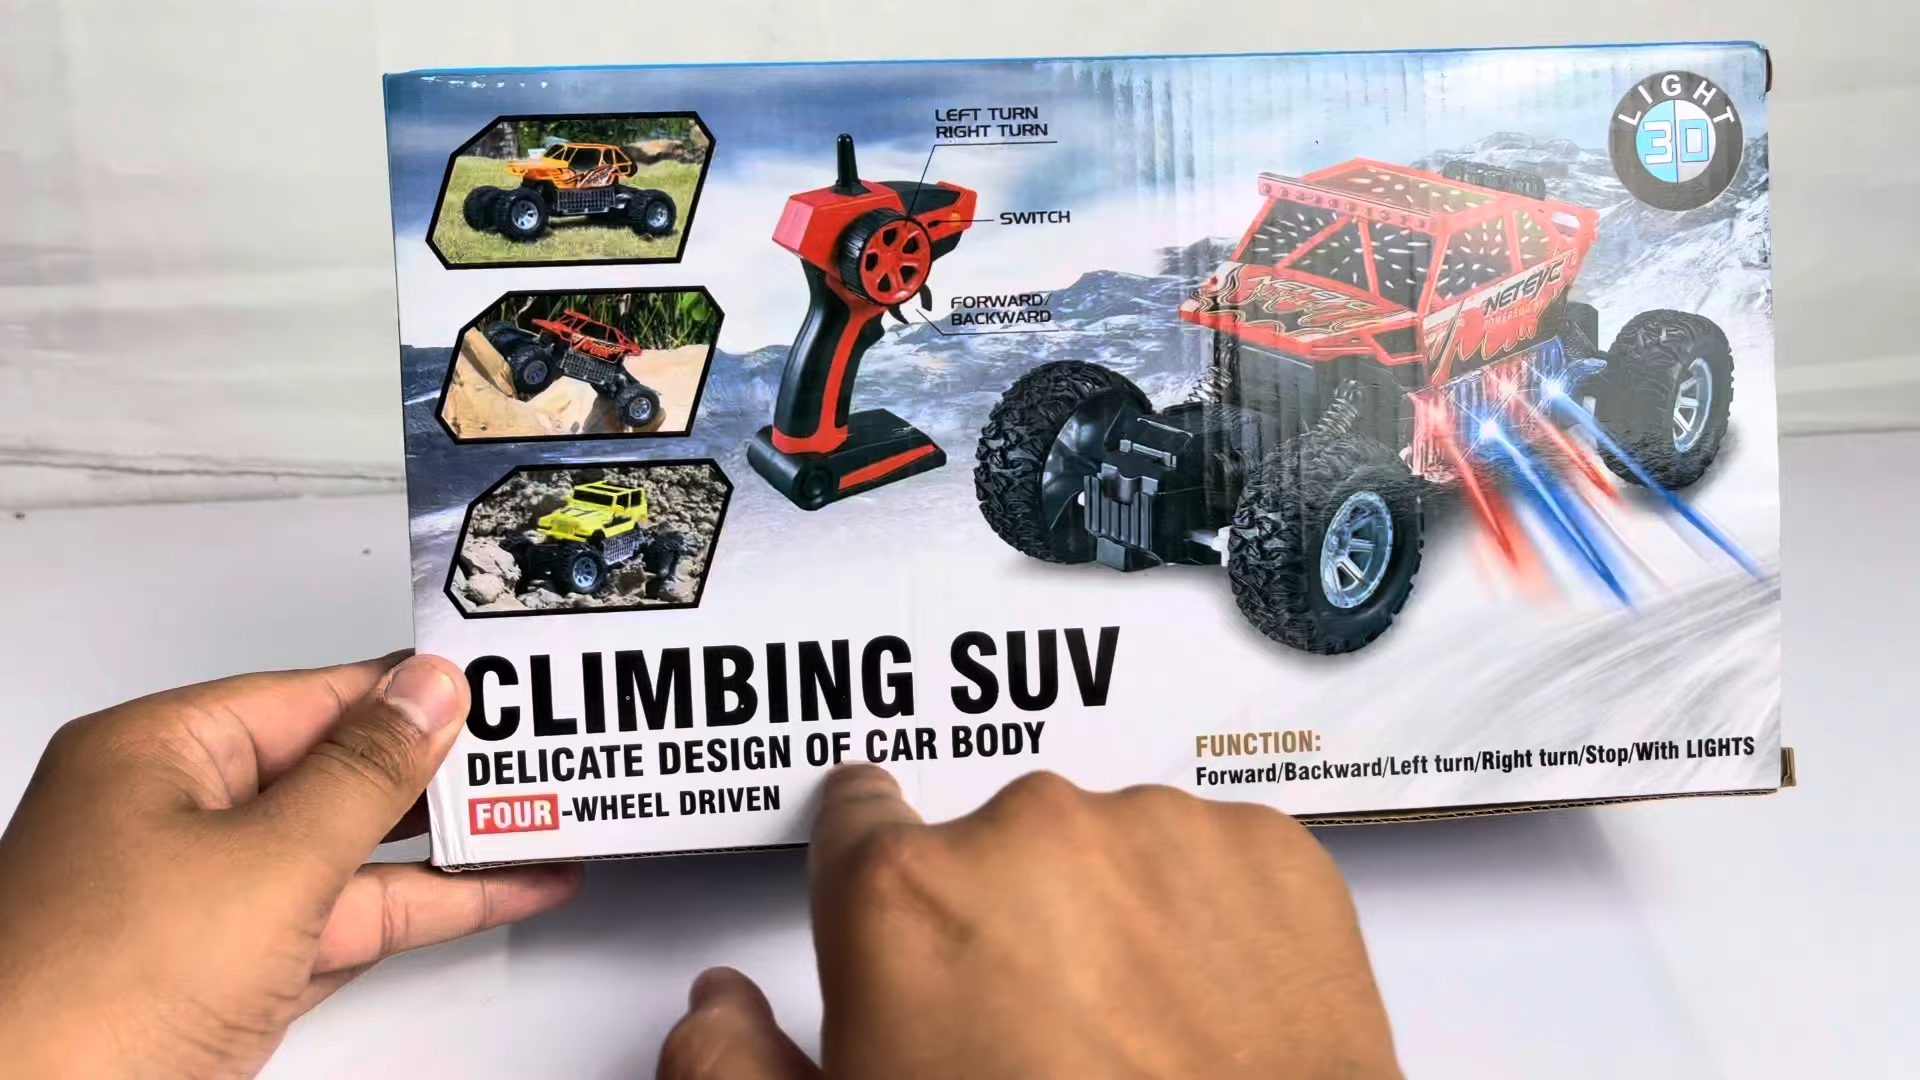 LIGHT
3D
LEFT TURN
RIGHT TURN
SWITCH
FORWARD/
BACKWARD
CLIMBING SUV
DELICATE DESIGN OF CAR BODY
FOUR-WHEEL DRIVEN
FUNCTION:
Forward/Backward/Left turn/Right turn/Stop/With LIGHTS